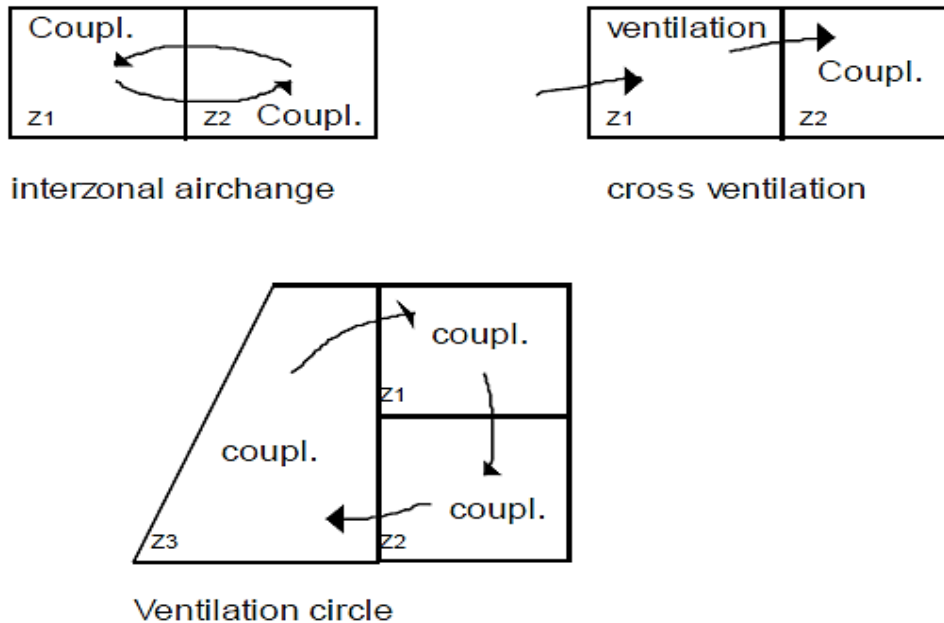 Coupl.
Z1
Z2
Coupl.
interzonal airchange
ventilation
Coupl.
Z1
Z2
cross ventilation
coupl.
Z1
coupl.
coupl.
Z3
Z2
Ventilation circle